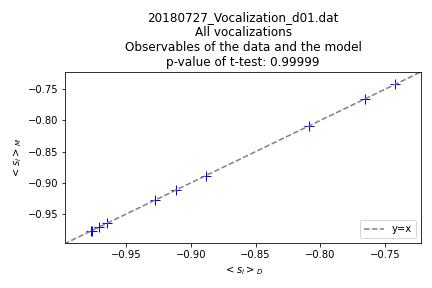 20180727_Vocalization_d01.dat
All vocalizations
Observables of the data and the model
p-value of t-test: 0.99999
−0.75
−0.80
−0.85
−0.90
−0.95
< s_i >_M
y=x
−0.95
−0.90
−0.85
−0.80
−0.75
< s_i >_D